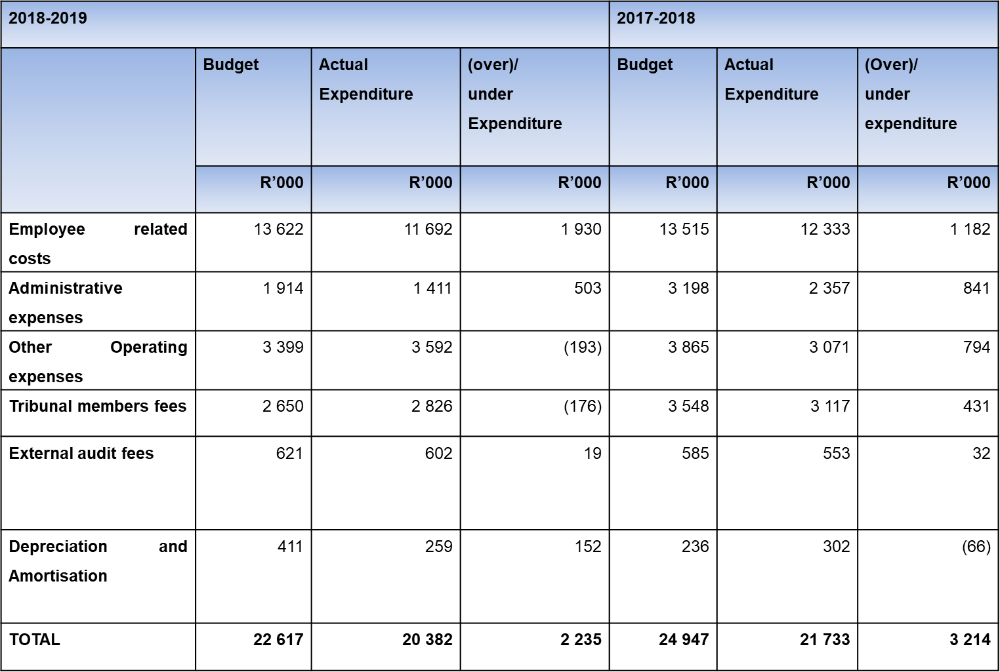 2018-2019 2017-2018
Budget Actual (over)/ Budget Actual (Over)/
Expenditure under Expenditure under
Expenditure expenditure
R’000 R’000 R’000 R’000 R’000 R’000
Employee related 13 622 11 692 1 930 13 515 12 333 1 182
costs
Administrative 1 914 1 411 503 3 198 2 357 841
expenses
Other Operating 3 399 3 592 (193) 3 865 3 071 794
expenses
Tribunal members fees 2 650 2 826 (176) 3 548 3 117 431
External audit fees 621 602 19 585 553 32
Depreciation and 411 259 152 236 302 (66)
Amortisation
TOTAL 22 617 20 382 2 235 24 947 21 733 3 214